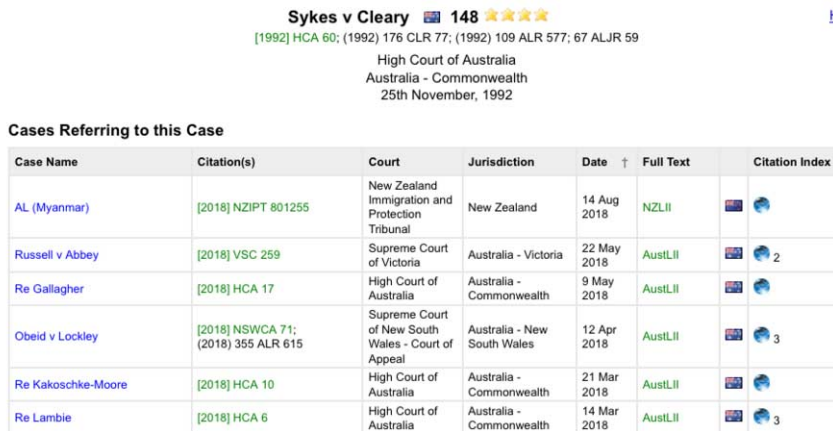 Sykes v Cleary 148
[1992] HCA 60; (1992) 176 CLR 77; (1992) 109 ALR 577; 67 ALJR 59
High Court of Australia
Australia - Commonwealth
25th November, 1992
Cases Referring to this Case
Case Name Citation(s) Court Jurisdiction Date † Full Text Citation Index
AL (Myanmar) [2018] NZIPT 801255 New Zealand Immigration and Protection Tribunal New Zealand 14 Aug 2018 NZLII
Russell v Abbey [2018] VSC 259 Supreme Court of Victoria Australia - Victoria 22 May 2018 AustLII 2
Re Gallagher [2018] HCA 17 High Court of Australia Australia - Commonwealth 9 May 2018 AustLII
Obeid v Lockley [2018] NSWCA 71; (2018) 355 ALR 615 Supreme Court of New South Wales - Court of Appeal Australia - New South Wales 12 Apr 2018 AustLII 3
Re Kakoschke-Moore [2018] HCA 10 High Court of Australia Australia - Commonwealth 21 Mar 2018 AustLII
Re Lambie [2018] HCA 6 High Court of Australia Australia - Commonwealth 14 Mar 2018 AustLII 3